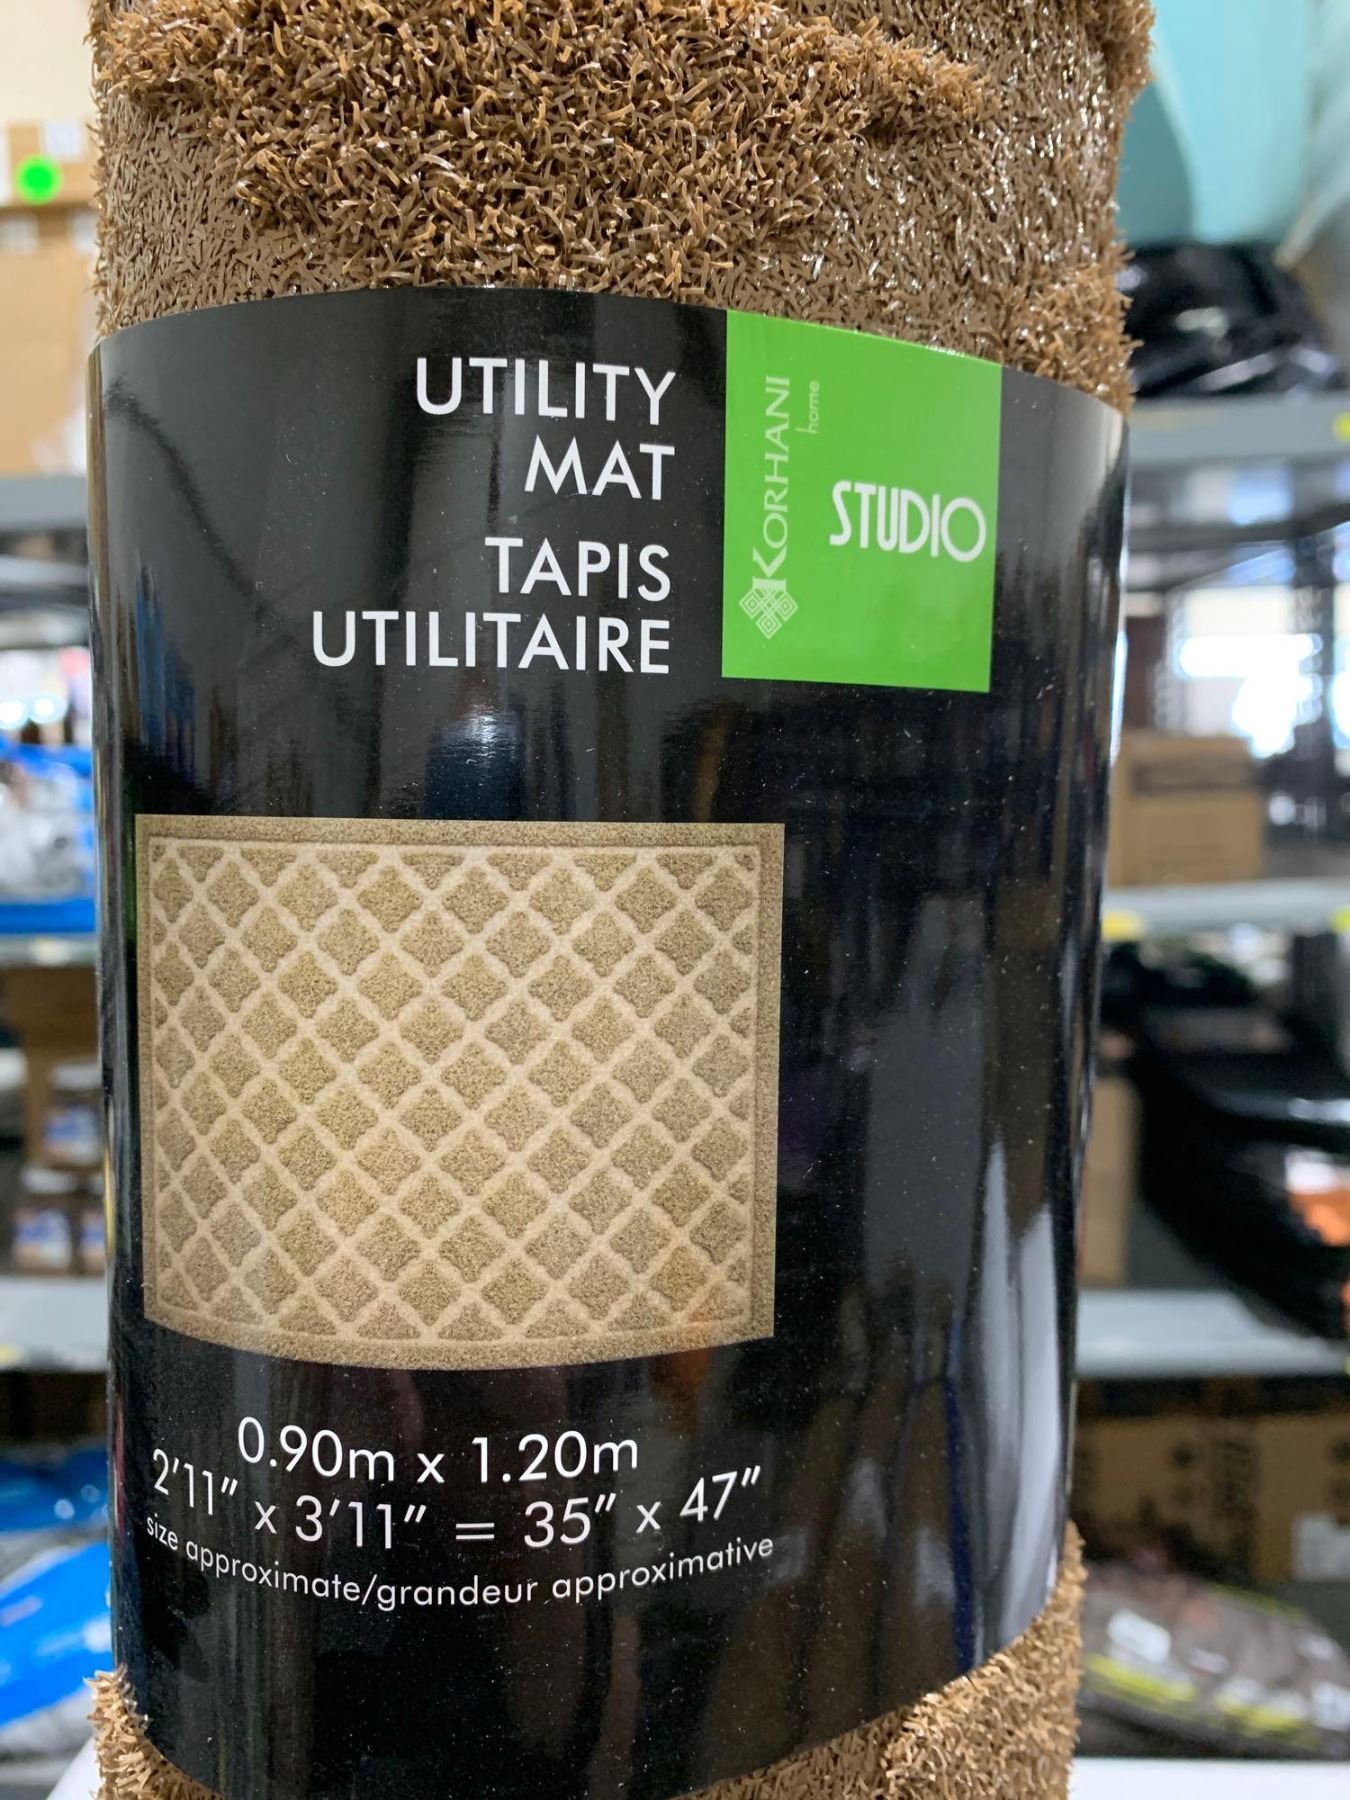 UTILITY
MAT
TAPIS
UTILITAIRE
KORHANI
home
STUDIO
0.90m x 1.20m
2'11" x 3'11" = 35" x 47"
size approximate/grandeur approximative